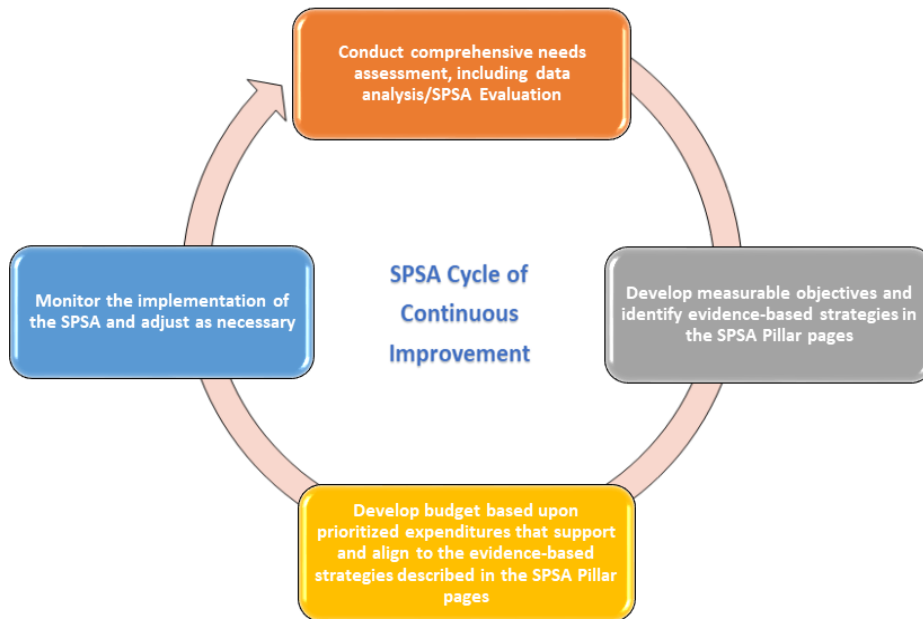 Conduct comprehensive needs
assessment, including data
analysis/SPSA Evaluation
SPSA Cycle of
Continuous
Improvement
Develop measurable objectives and
identify evidence-based strategies in
the SPSA Pillar pages
Develop budget based upon
prioritized expenditures that support
and align to the evidence-based
strategies described in the SPSA Pillar
pages
Monitor the implementation of
the SPSA and adjust as necessary